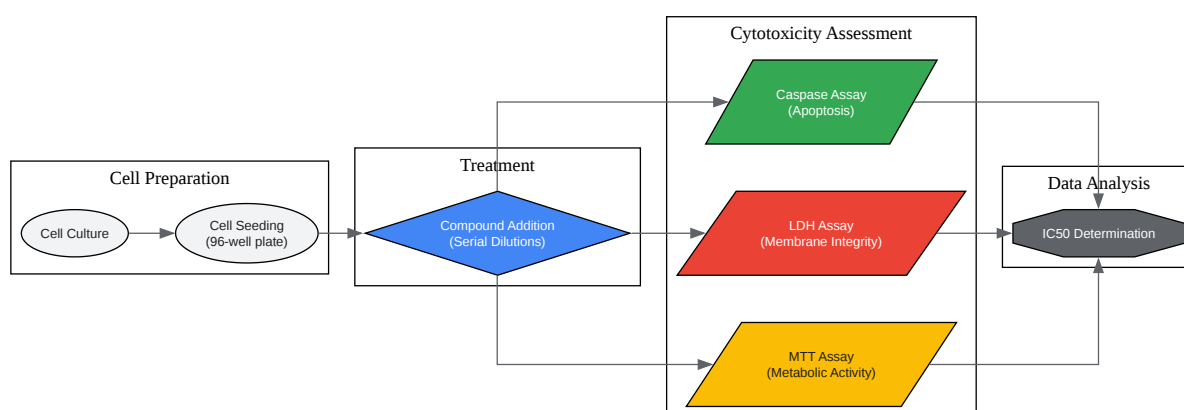 Cell Preparation
Cell Culture
Cell Seeding
(96-well plate)
Treatment
Compound Addition
(Serial Dilutions)
Cytotoxicity Assessment
Caspase Assay
(Apoptosis)
LDH Assay
(Membrane Integrity)
MTT Assay
(Metabolic Activity)
Data Analysis
IC50 Determination